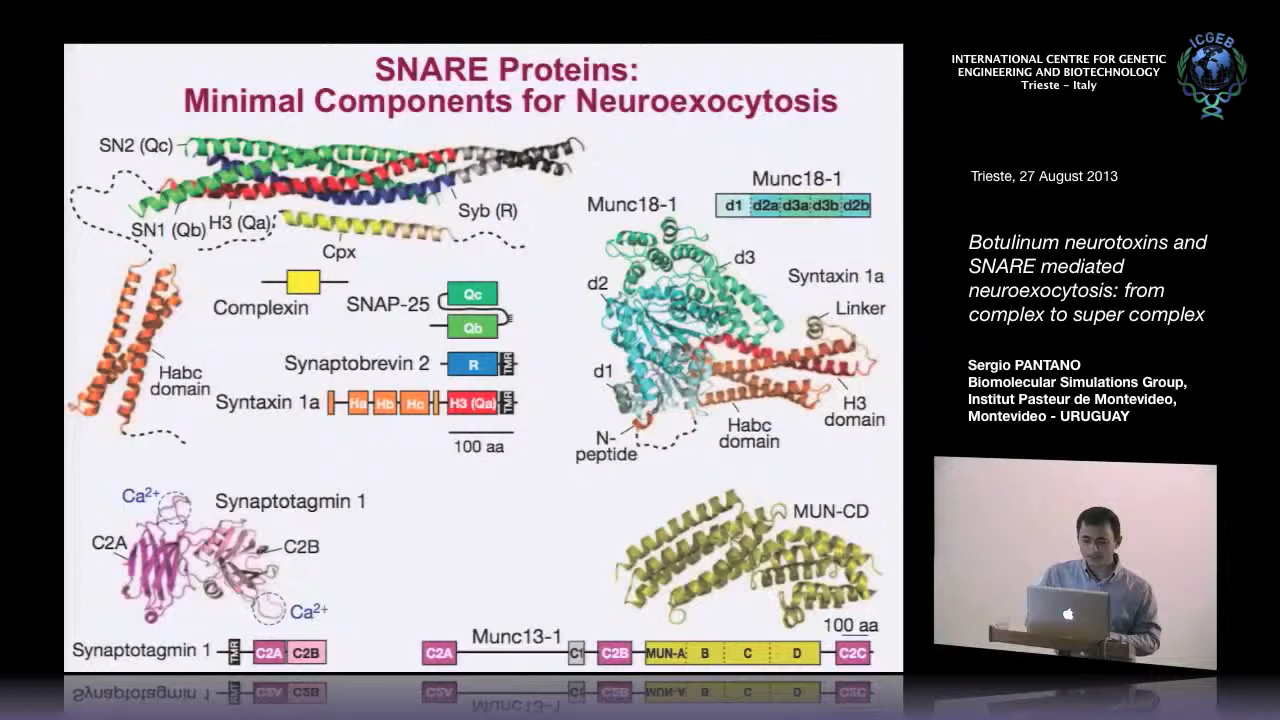 SNARE Proteins:
Minimal Components for Neuroexocytosis
SN2 (Qc)
SN1 (Qb)
H3 (Qa)
Syb (R)
Cpx
Complexin
SNAP-25
Qc
Qb
Synaptobrevin 2
R
TMR
Syntaxin 1a
Ha
Hb
Hc
H3 (Qa)
TMR
100 aa
Habc
domain
Munc18-1
d1
d2a
d3a
d3b
d2b
Munc18-1
d3
d2
d1
Syntaxin 1a
Linker
H3
domain
Habc
domain
N-
peptide
Ca2+
Synaptotagmin 1
C2A
C2B
Ca2+
Synaptotagmin 1
TMR
C2A
C2B
MUN-CD
100 aa
Munc13-1
C2A
C1
C2B
MUN-A
B
C
D
C2C
INTERNATIONAL CENTRE FOR GENETIC
ENGINEERING AND BIOTECHNOLOGY
Trieste - Italy
ICGEB
Trieste, 27 August 2013
Botulinum neurotoxins and
SNARE mediated
neuroexocytosis: from
complex to super complex
Sergio PANTANO
Biomolecular Simulations Group,
Institut Pasteur de Montevideo,
Montevideo - URUGUAY